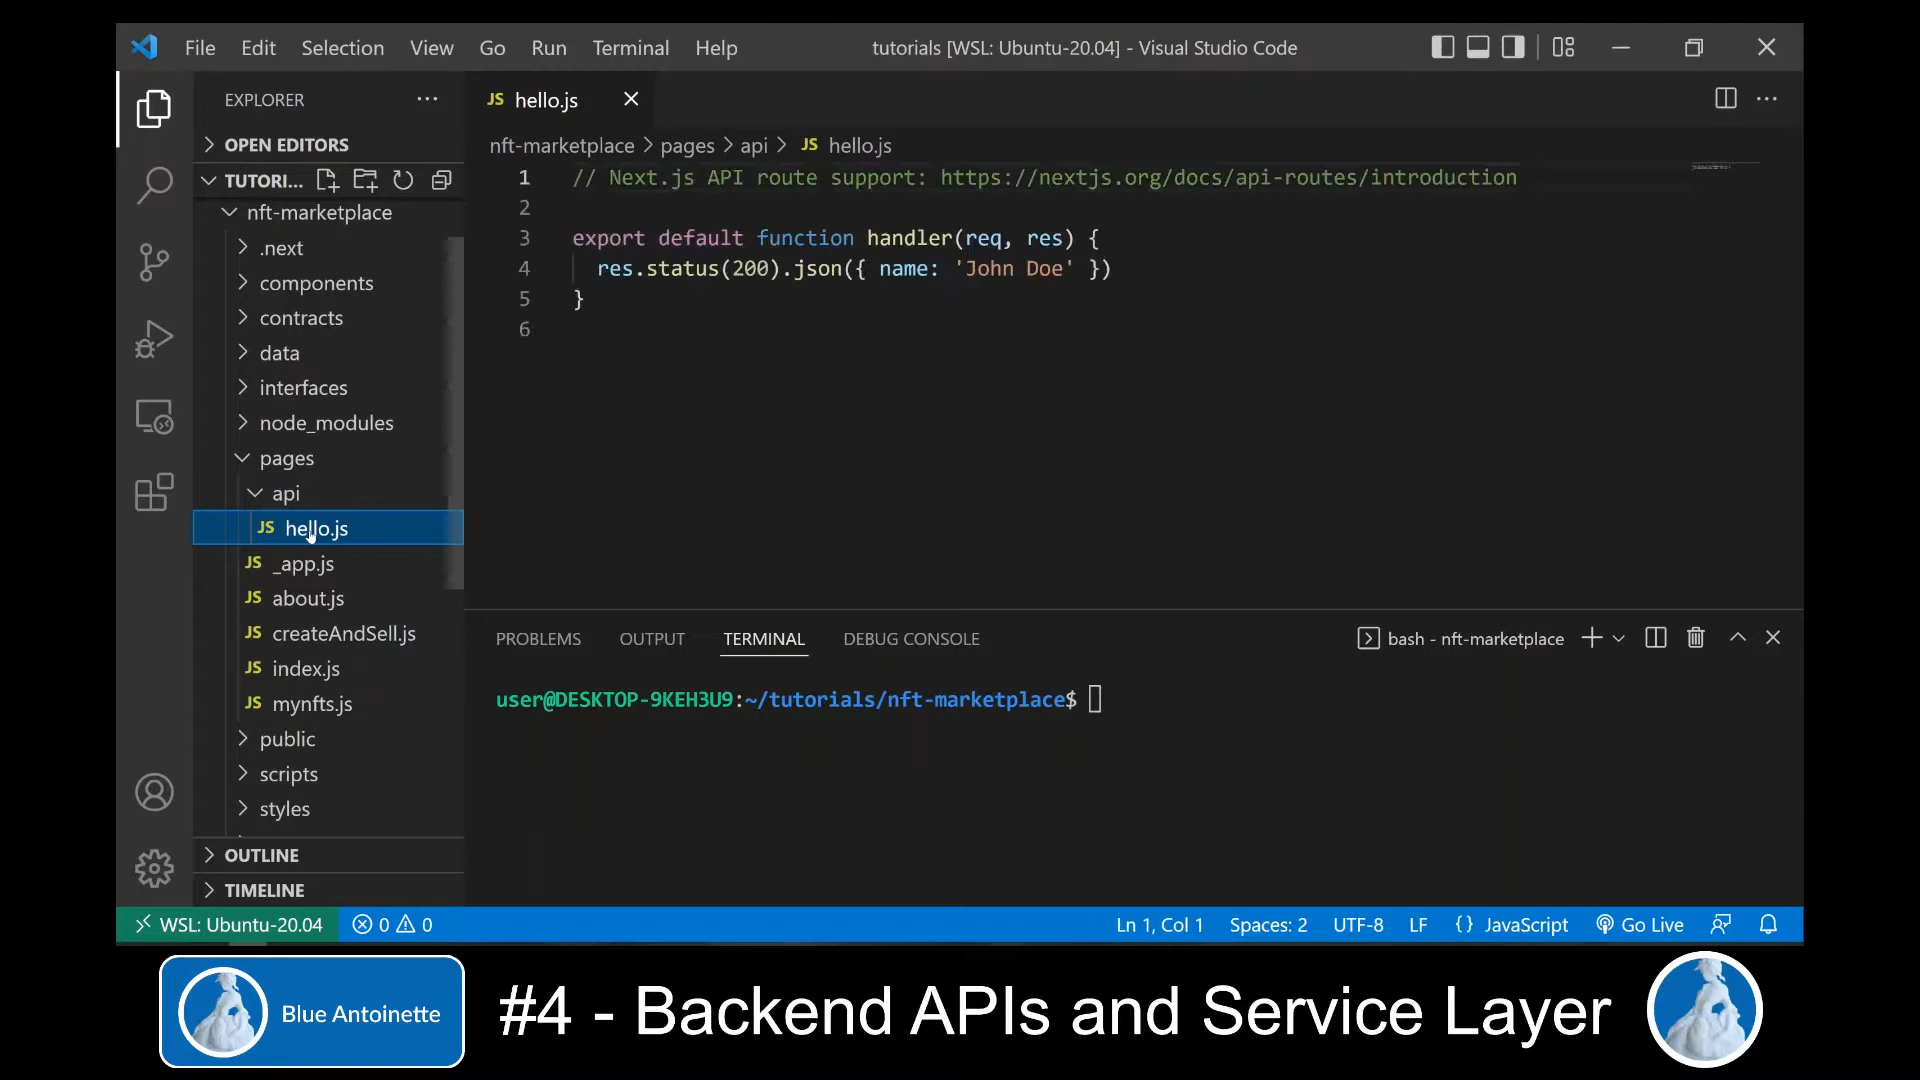 File Edit Selection View Go Run Terminal Help
tutorials [WSL: Ubuntu-20.04] - Visual Studio Code
EXPLORER
OPEN EDITORS
TUTORI...
nft-marketplace
.next
components
contracts
data
interfaces
node_modules
pages
api
JS hello.js
JS _app.js
JS about.js
JS createAndSell.js
JS index.js
JS mynfts.js
public
scripts
styles
OUTLINE
TIMELINE
JS hello.js
nft-marketplace > pages > api > JS hello.js
1 // Next.js API route support: https://nextjs.org/docs/api-routes/introduction
2
3 export default function handler(req, res) {
4 res.status(200).json({ name: 'John Doe' })
5 }
6
PROBLEMS OUTPUT TERMINAL DEBUG CONSOLE
bash - nft-marketplace
user@DESKTOP-9KEH3U9:~/tutorials/nft-marketplace$
WSL: Ubuntu-20.04 0 0 Ln 1, Col 1 Spaces: 2 UTF-8 LF {} JavaScript Go Live
Blue Antoinette
#4 - Backend APIs and Service Layer